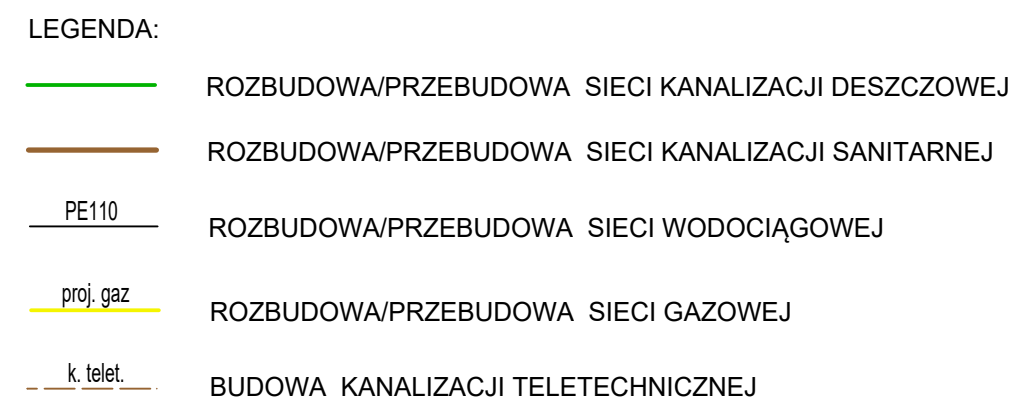 LEGENDA:
ROZBUDOWA/PRZEBUDOWA SIECI KANALIZACJI DESZCZOWEJ
ROZBUDOWA/PRZEBUDOWA SIECI KANALIZACJI SANITARNEJ
PE110
ROZBUDOWA/PRZEBUDOWA SIECI WODOCIĄGOWEJ
proj. gaz
ROZBUDOWA/PRZEBUDOWA SIECI GAZOWEJ
k. telet.
BUDOWA KANALIZACJI TELETECHNICZNEJ